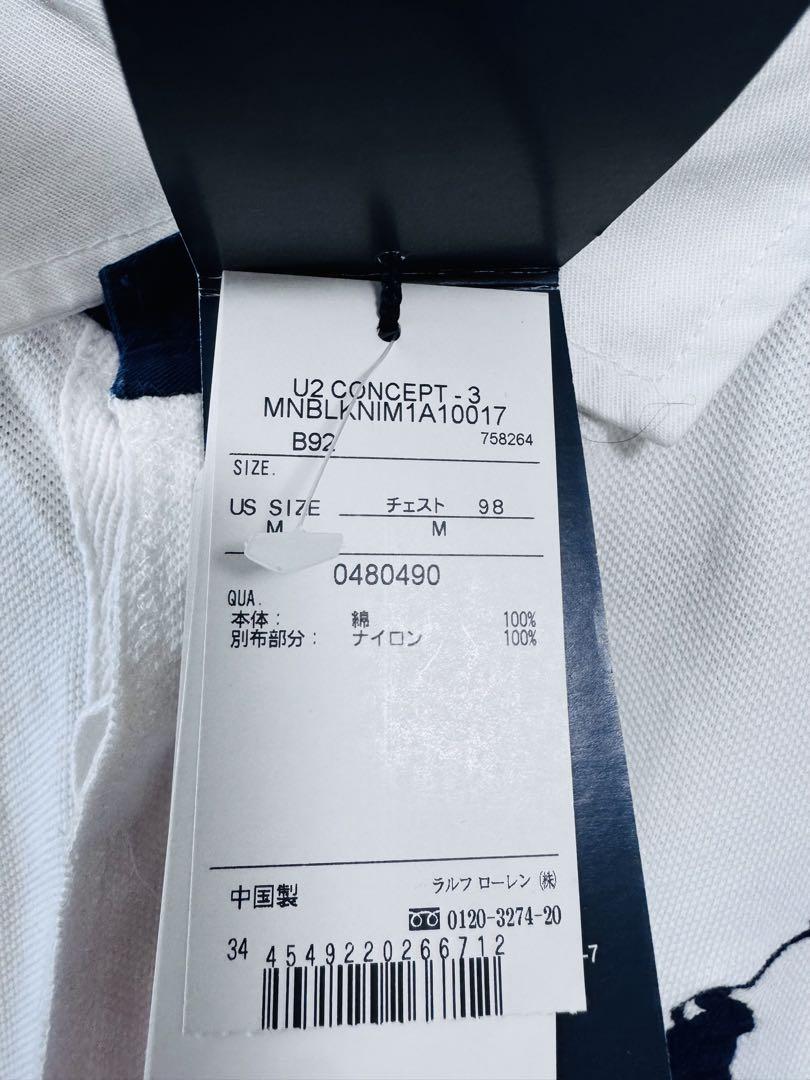 U2 CONCEPT - 3
MNBLKNIM1A10017
B92 758264
SIZE.
US SIZE チェスト 98
M M
0480490
QUA.
本体: 綿 100%
別布部分: ナイロン 100%
中国製 ラルフ ローレン ㈱
0120-3274-20
34 4549220266712
-7